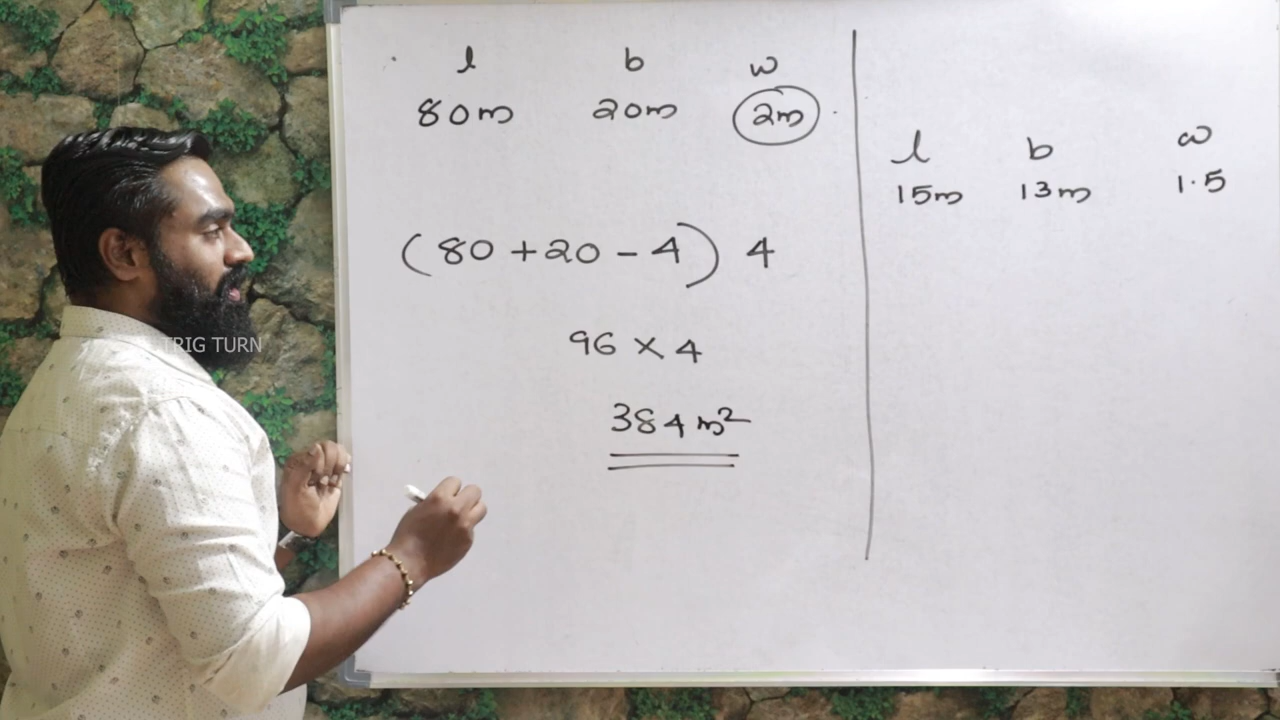 l b w
80m 20m 2m
(80 + 20 - 4) 4
96 × 4
384 m²
l b w
15m 13m 1.5
TRIG TURN